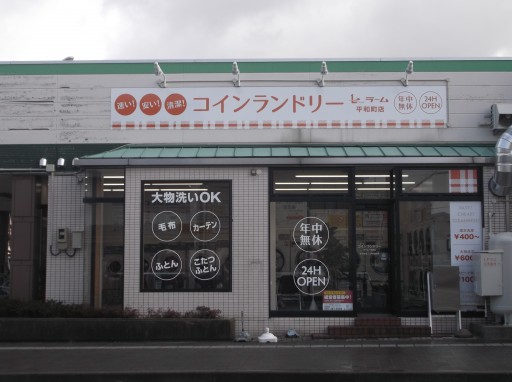 速い! 安い! 清潔! コインランドリー
平和町店
年中
無休
24H
OPEN
大物洗いOK
毛布 カーテン
ふとん こたつ
ふとん
年中
無休
24H
OPEN
¥400~
¥600